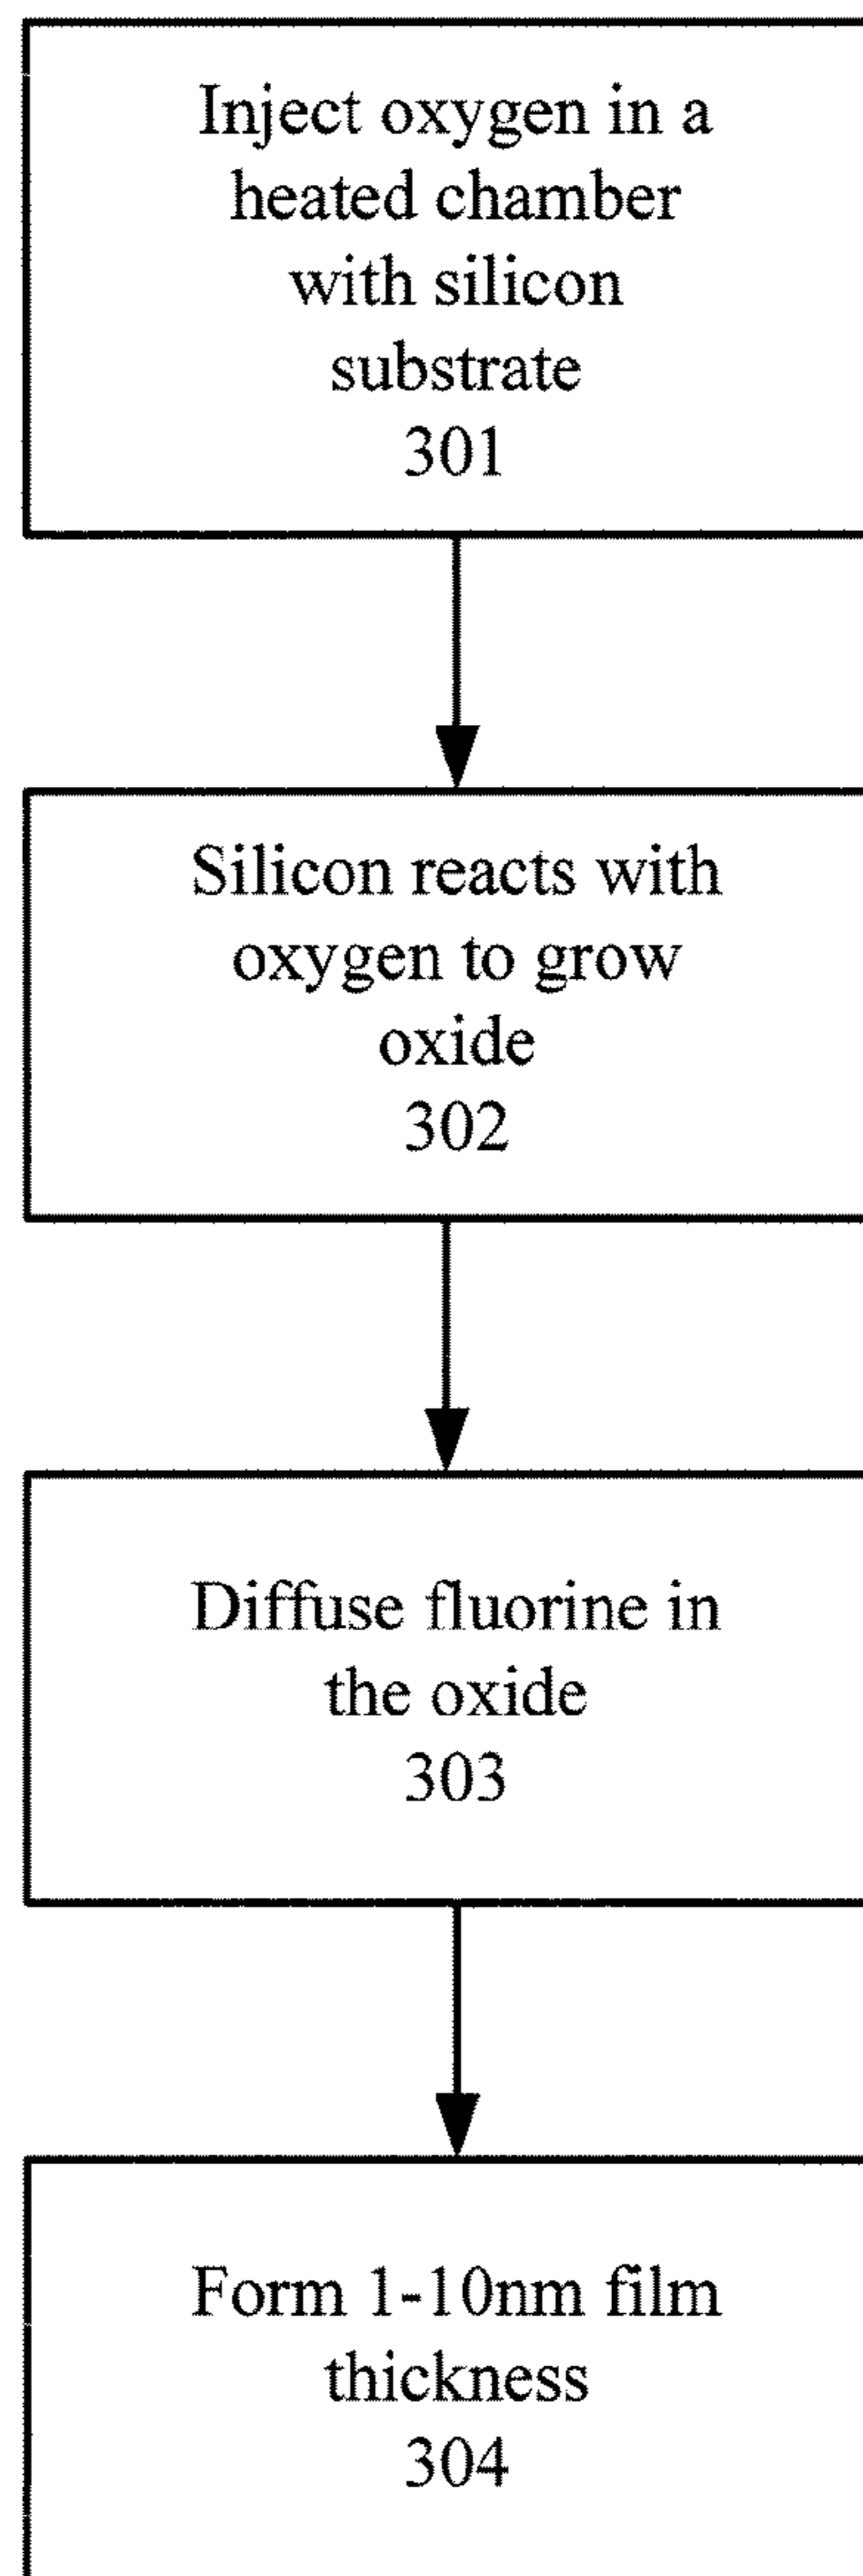 Inject oxygen in a
heated chamber
with silicon
substrate
301
Silicon reacts with
oxygen to grow
oxide
302
Diffuse fluorine in
the oxide
303
Form 1-10nm film
thickness
304